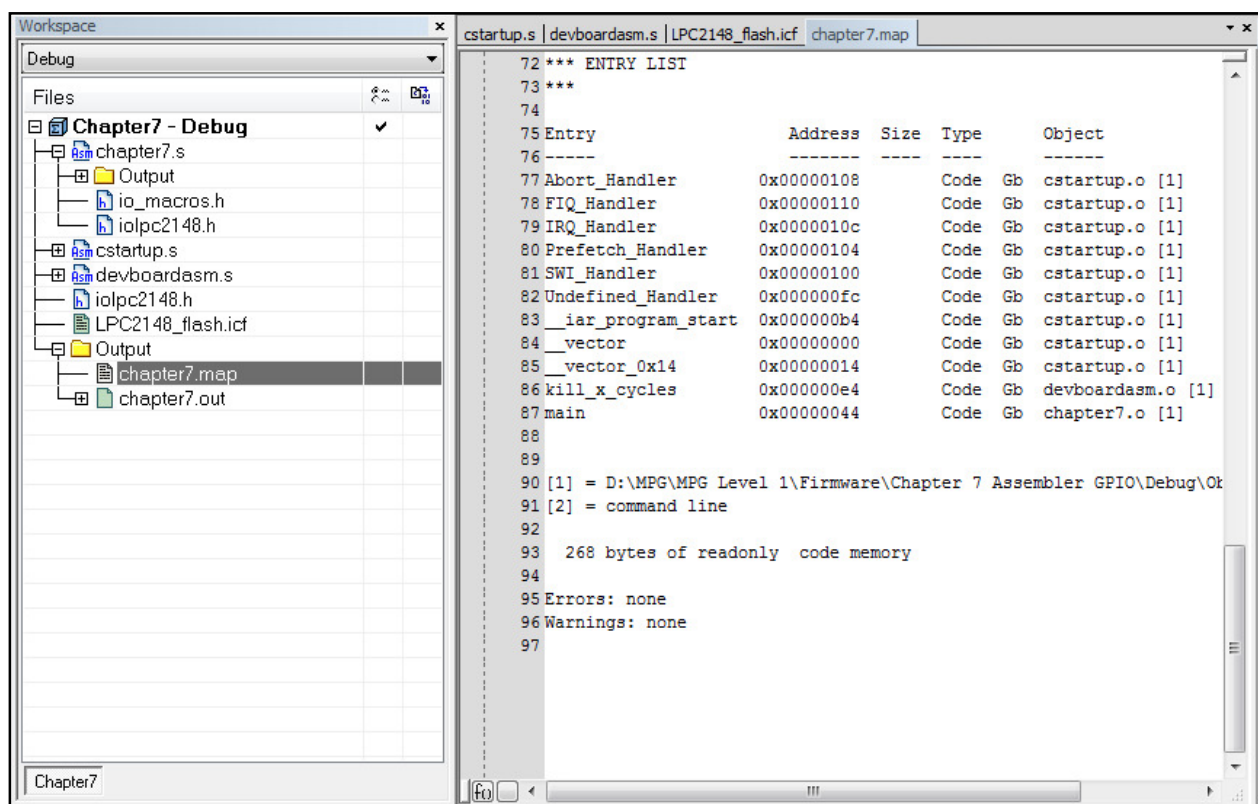 Workspace
Debug
Files
Chapter7 - Debug
chapter7.s
Output
io_macros.h
iolpc2148.h
cstartup.s
devboardasm.s
iolpc2148.h
LPC2148_flash.icf
Output
chapter7.map
chapter7.out
Chapter7
cstartup.s | devboardasm.s | LPC2148_flash.icf chapter7.map
72 *** ENTRY LIST
73 ***
74
75 Entry Address Size Type Object
76 ----- ------- ---- ---- ------
77 Abort_Handler 0x00000108 Code Gb cstartup.o [1]
78 FIQ_Handler 0x00000110 Code Gb cstartup.o [1]
79 IRQ_Handler 0x0000010c Code Gb cstartup.o [1]
80 Prefetch_Handler 0x00000104 Code Gb cstartup.o [1]
81 SWI_Handler 0x00000100 Code Gb cstartup.o [1]
82 Undefined_Handler 0x000000fc Code Gb cstartup.o [1]
83 __iar_program_start 0x000000b4 Code Gb cstartup.o [1]
84 __vector 0x00000000 Code Gb cstartup.o [1]
85 __vector_0x14 0x00000014 Code Gb cstartup.o [1]
86 kill_x_cycles 0x000000e4 Code Gb devboardasm.o [1]
87 main 0x00000044 Code Gb chapter7.o [1]
88
89
90 [1] = D:\MPG\MPG Level 1\Firmware\Chapter 7 Assembler GPIO\Debug\Ob
91 [2] = command line
92
93 268 bytes of readonly code memory
94
95 Errors: none
96 Warnings: none
97